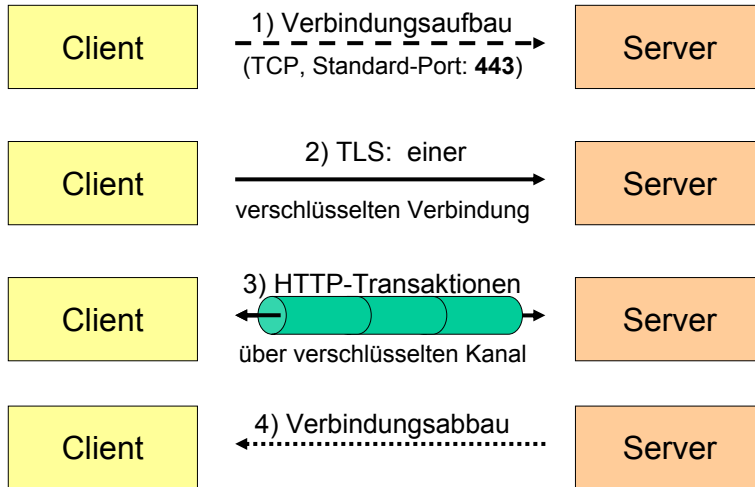 Client
1) Verbindungsaufbau
(TCP, Standard-Port: 443)
Server
Client
2) TLS: einer
verschlüsselten Verbindung
Server
Client
3) HTTP-Transaktionen
über verschlüsselten Kanal
Server
Client
4) Verbindungsabbau
Server